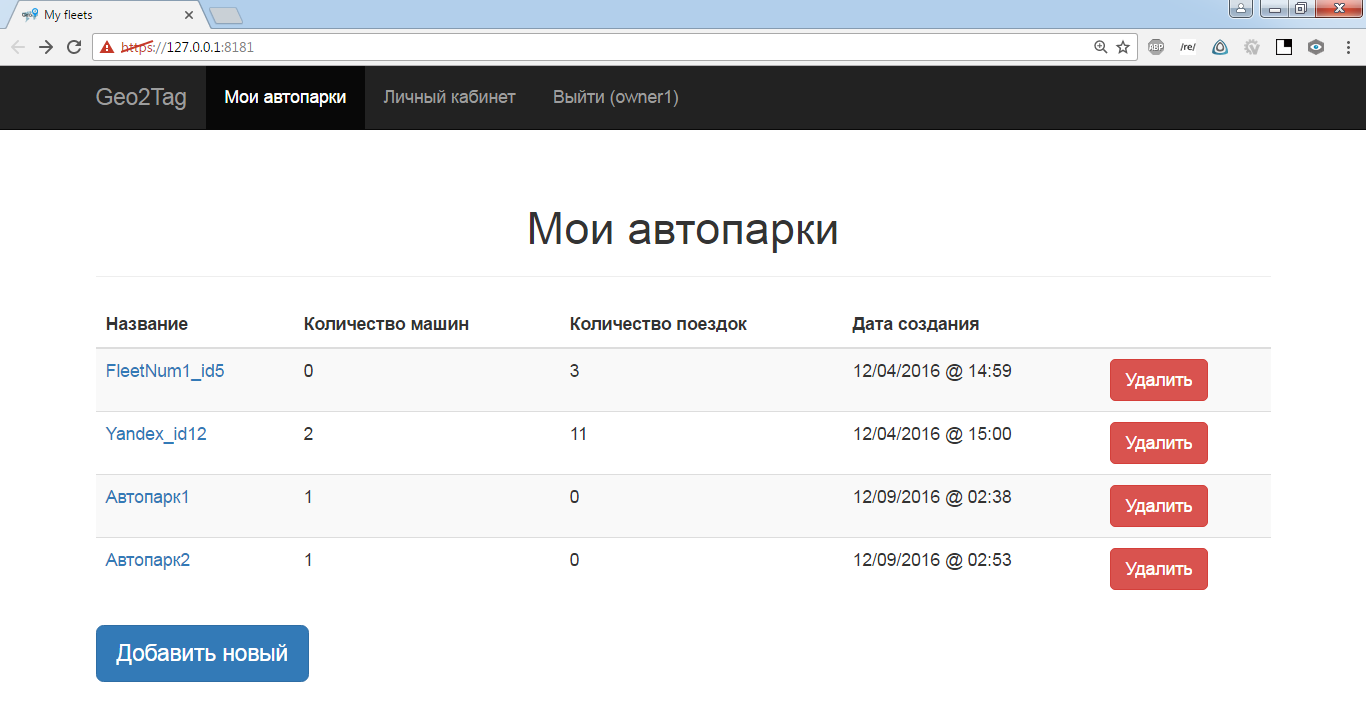 My fleets
https://127.0.0.1:8181
ABP
/re/
Geo2Tag Мои автопарки Личный кабинет Выйти (owner1)
Мои автопарки
Название Количество машин Количество поездок Дата создания
FleetNum1_id5 0 3 12/04/2016 @ 14:59 Удалить
Yandex_id12 2 11 12/04/2016 @ 15:00 Удалить
Автопарк1 1 0 12/09/2016 @ 02:38 Удалить
Автопарк2 1 0 12/09/2016 @ 02:53 Удалить
Добавить новый